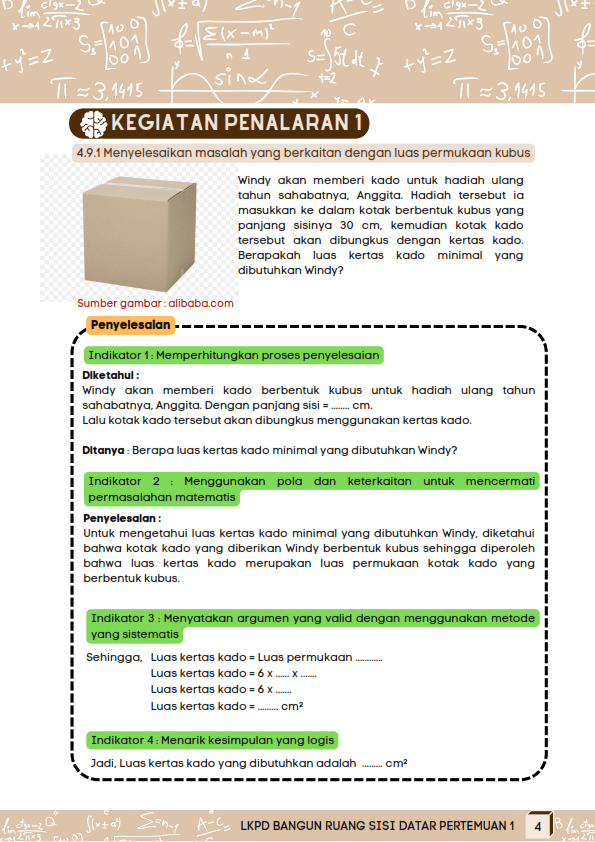 KEGIATAN PENALARAN 1
4.9.1 Menyelesaikan masalah yang berkaitan dengan luas permukaan kubus
Windy akan memberi kado untuk hadiah ulang
tahun sahabatnya, Anggita. Hadiah tersebut ia
masukkan ke dalam kotak berbentuk kubus yang
panjang sisinya 30 cm, kemudian kotak kado
tersebut akan dibungkus dengan kertas kado.
Berapakah luas kertas kado minimal yang
dibutuhkan Windy?
Sumber gambar : alibaba.com
Penyelesaian
Indikator 1 : Memperhitungkan proses penyelesaian
Diketahui :
Windy akan memberi kado berbentuk kubus untuk hadiah ulang tahun
sahabatnya, Anggita. Dengan panjang sisi = ........ cm.
Lalu kotak kado tersebut akan dibungkus menggunakan kertas kado.
Ditanya : Berapa luas kertas kado minimal yang dibutuhkan Windy?
Indikator 2 : Menggunakan pola dan keterkaitan untuk mencermati
permasalahan matematis
Penyelesaian :
Untuk mengetahui luas kertas kado minimal yang dibutuhkan Windy, diketahui
bahwa kotak kado yang diberikan Windy berbentuk kubus sehingga diperoleh
bahwa luas kertas kado merupakan luas permukaan kotak kado yang
berbentuk kubus.
Indikator 3 : Menyatakan argumen yang valid dengan menggunakan metode
yang sistematis
Sehingga, Luas kertas kado = Luas permukaan ............
Luas kertas kado = 6 x ...... x .......
Luas kertas kado = 6 x .......
Luas kertas kado = ......... cm²
Indikator 4 : Menarik kesimpulan yang logis
Jadi, Luas kertas kado yang dibutuhkan adalah ......... cm²
LKPD BANGUN RUANG SISI DATAR PERTEMUAN 1 4